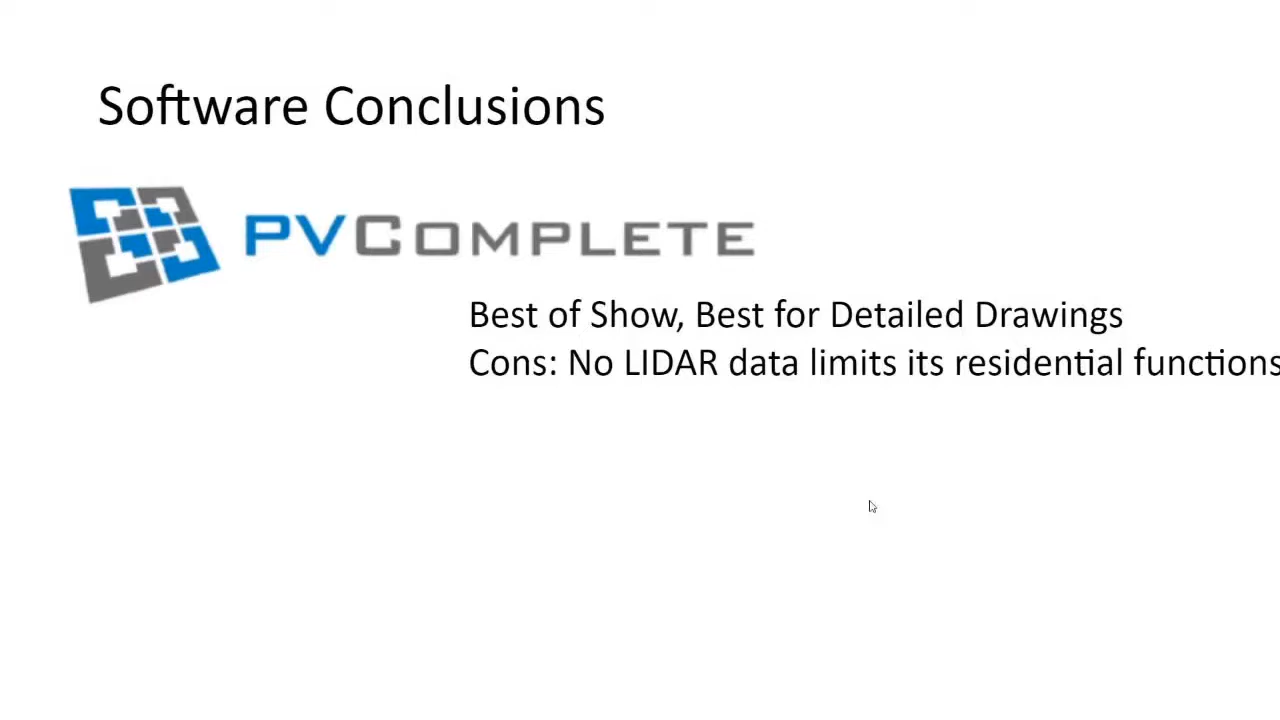 Software Conclusions
PVCOMPLETE
Best of Show, Best for Detailed Drawings
Cons: No LIDAR data limits its residential functions